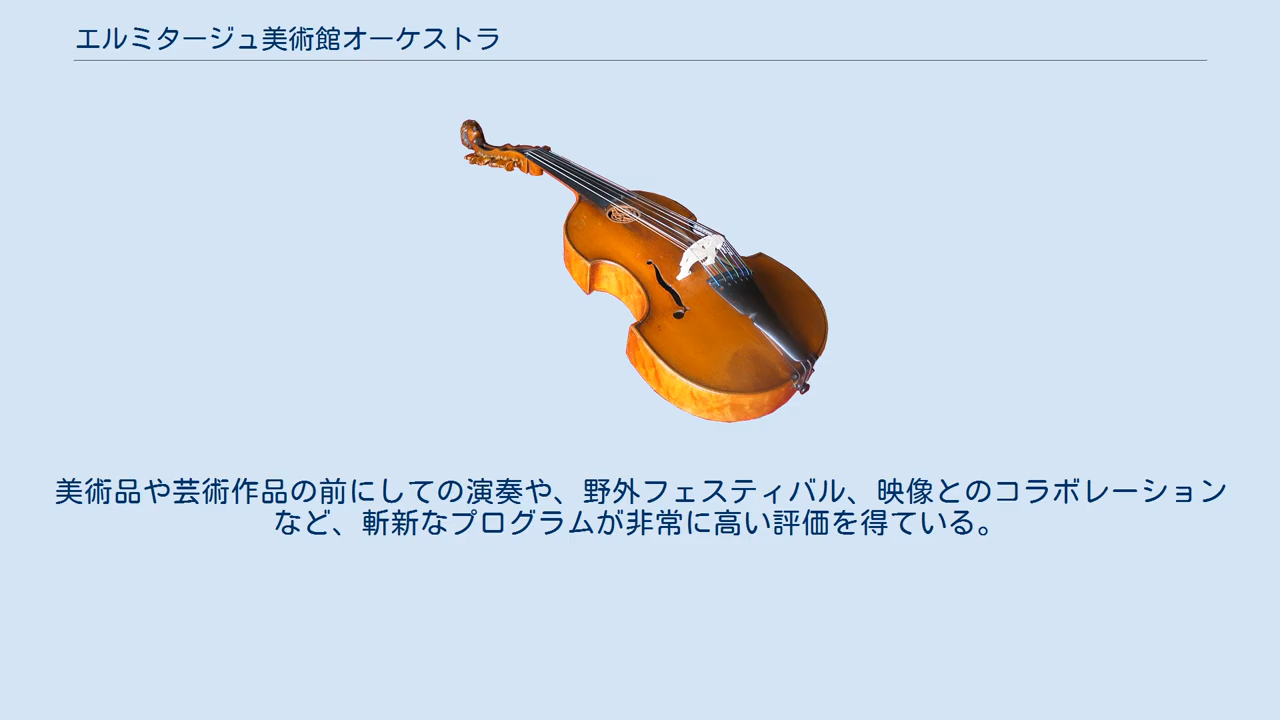 エルミタージュ美術館オーケストラ
美術品や芸術作品の前にしての演奏や、野外フェスティバル、映像とのコラボレーション
など、斬新なプログラムが非常に高い評価を得ている。